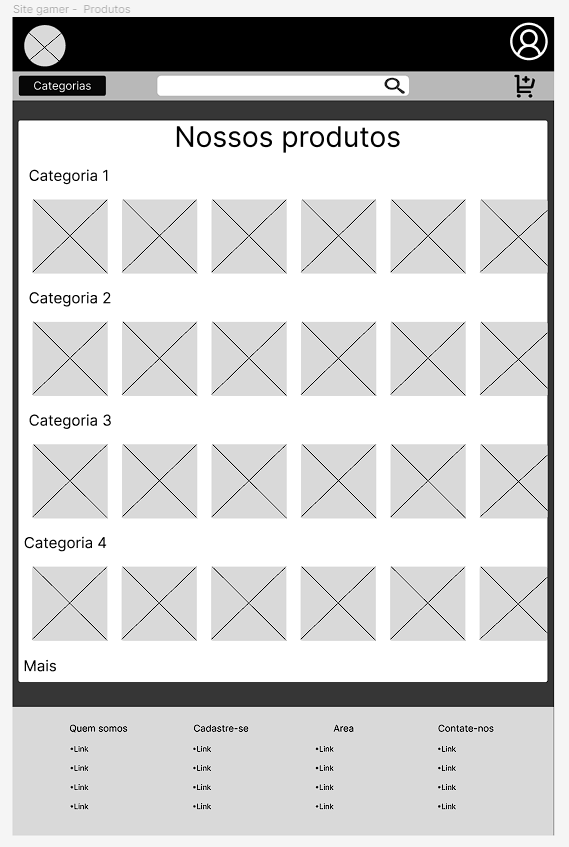 Site gamer -  Produtos
Categorias
Nossos produtos
Categoria 1
Categoria 2
Categoria 3
Categoria 4
Mais
Quem somos Cadastre-se Area Contate-nos
•Link •Link •Link •Link
•Link •Link •Link •Link
•Link •Link •Link •Link
•Link •Link •Link •Link